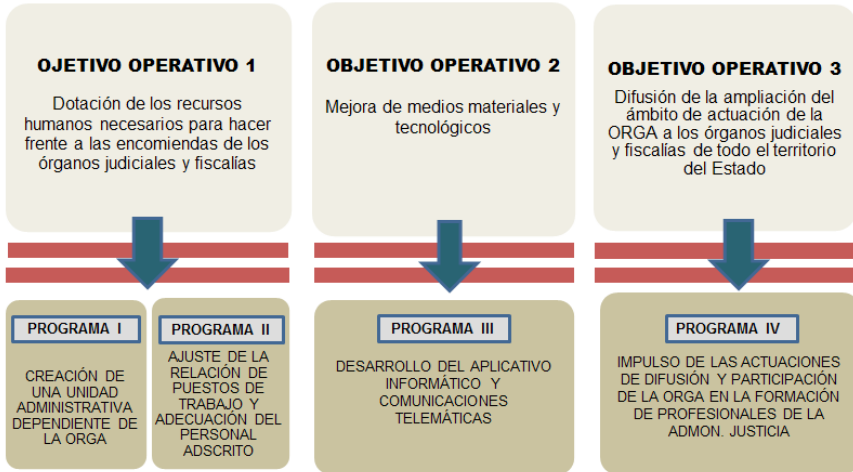 OJETIVO OPERATIVO 1
Dotación de los recursos
humanos necesarios para hacer
frente a las encomiendas de los
órganos judiciales y fiscalías
OBJETIVO OPERATIVO 2
Mejora de medios materiales y
tecnológicos
OBJETIVO OPERATIVO 3
Difusión de la ampliación del
ámbito de actuación de la
ORGA a los órganos judiciales
y fiscalías de todo el territorio
del Estado
PROGRAMA I
CREACIÓN DE
UNA UNIDAD
ADMINISTRATIVA
DEPENDIENTE DE
LA ORGA
PROGRAMA II
AJUSTE DE LA
RELACIÓN DE
PUESTOS DE
TRABAJO Y
ADECUACIÓN DEL
PERSONAL
ADSCRITO
PROGRAMA III
DESARROLLO DEL APLICATIVO
INFORMÁTICO Y
COMUNICACIONES
TELEMÁTICAS
PROGRAMA IV
IMPULSO DE LAS ACTUACIONES
DE DIFUSIÓN Y PARTICIPACIÓN
DE LA ORGA EN LA FORMACIÓN
DE PROFESIONALES DE LA
ADMON. JUSTICIA